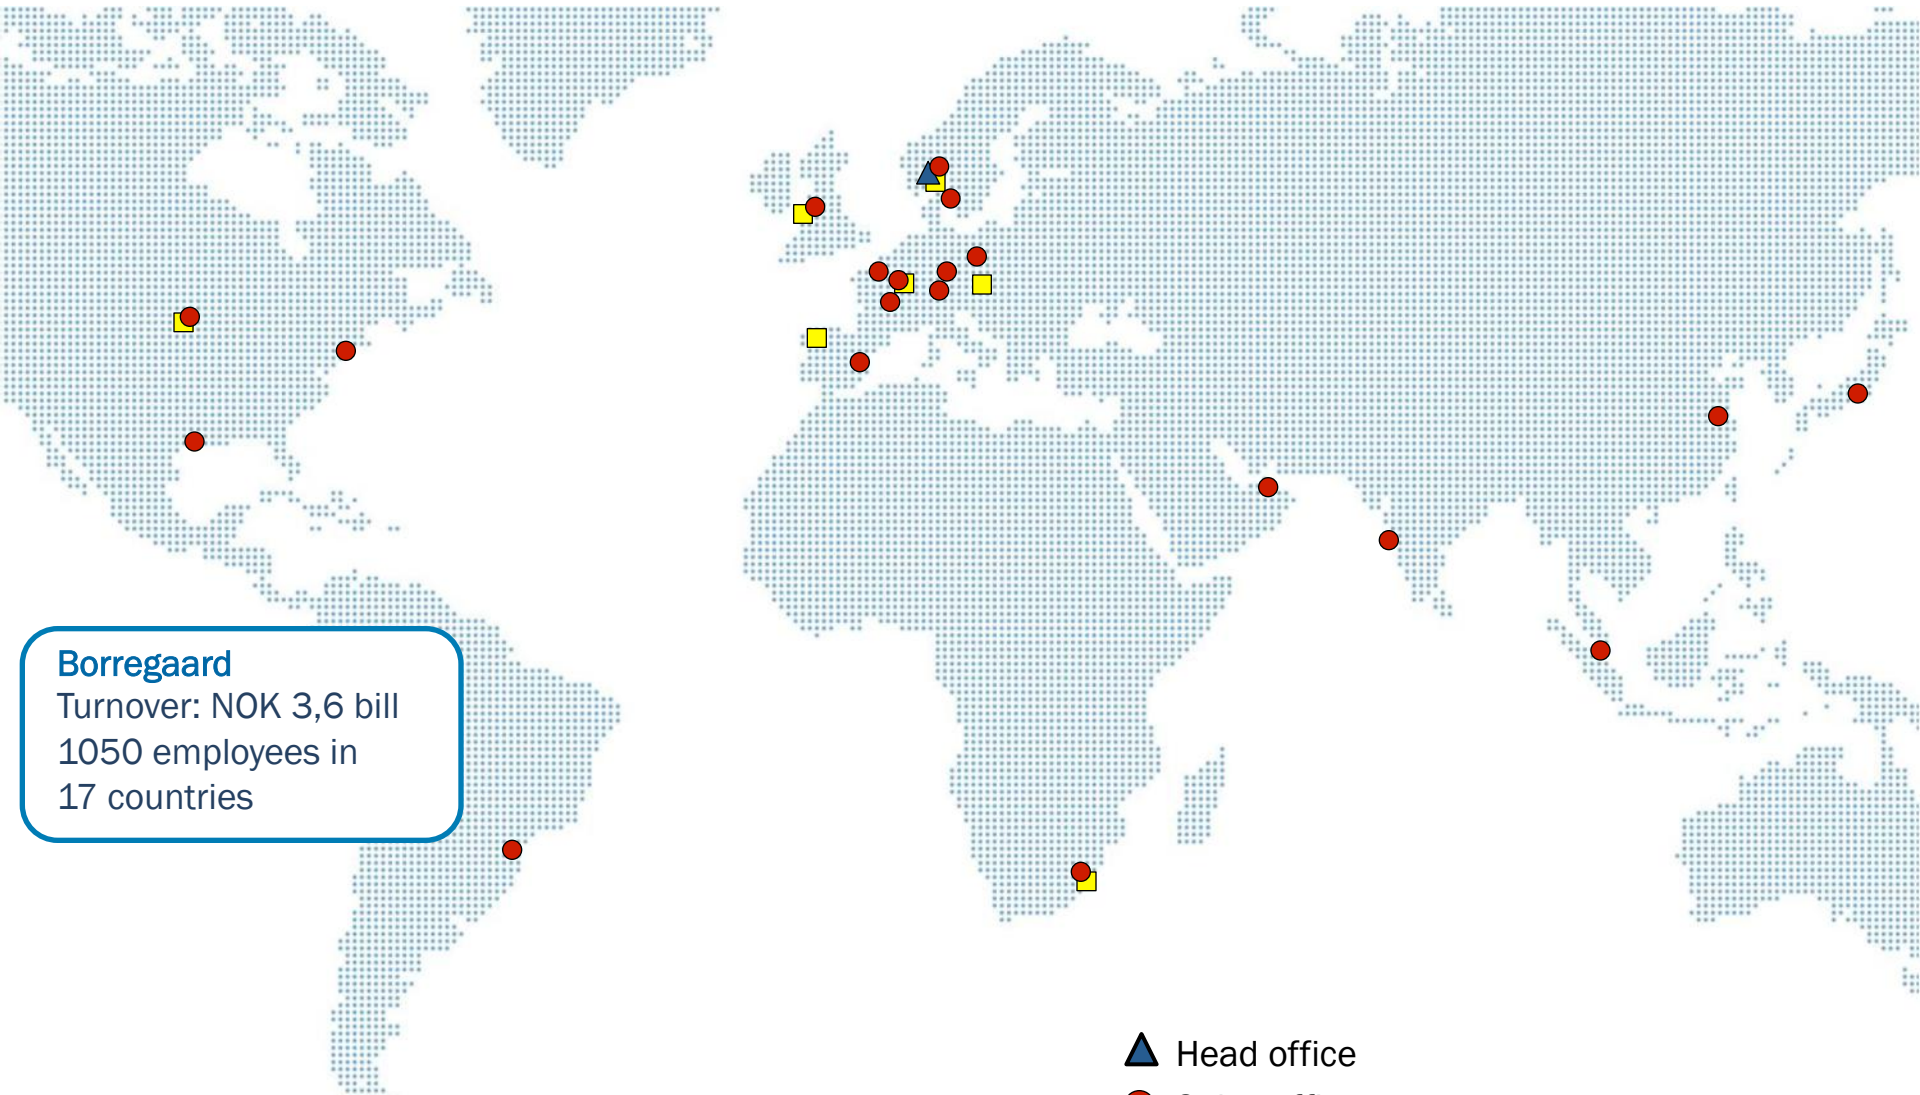 Borregaard
Turnover: NOK 3,6 bill
1050 employees in
17 countries
Head office